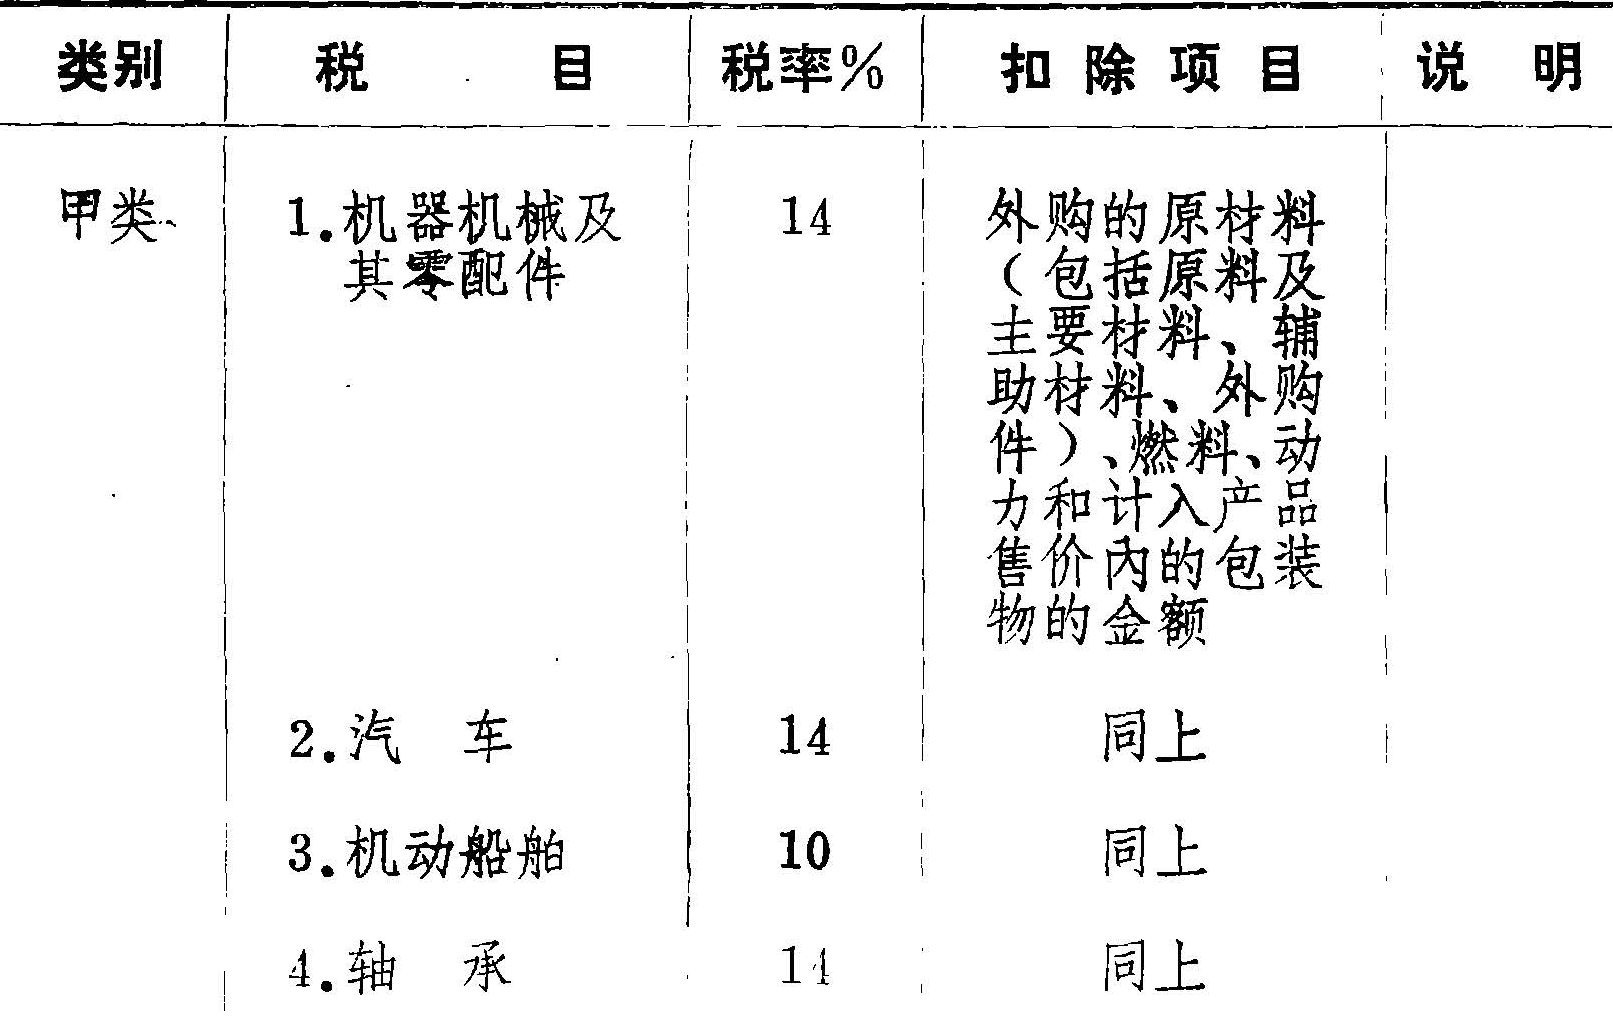 类别 税 目 税率% 扣除项目 说 明
甲类 1.机器机械及 14 外购的原材料
其零配件 （包括原料及
主要材料、辅
助材料、外购
件）、燃料、动
力和计入产品
售价内的包装
物的金额
2.汽 车 14 同上
3.机动船舶 10 同上
4.轴 承 14 同上